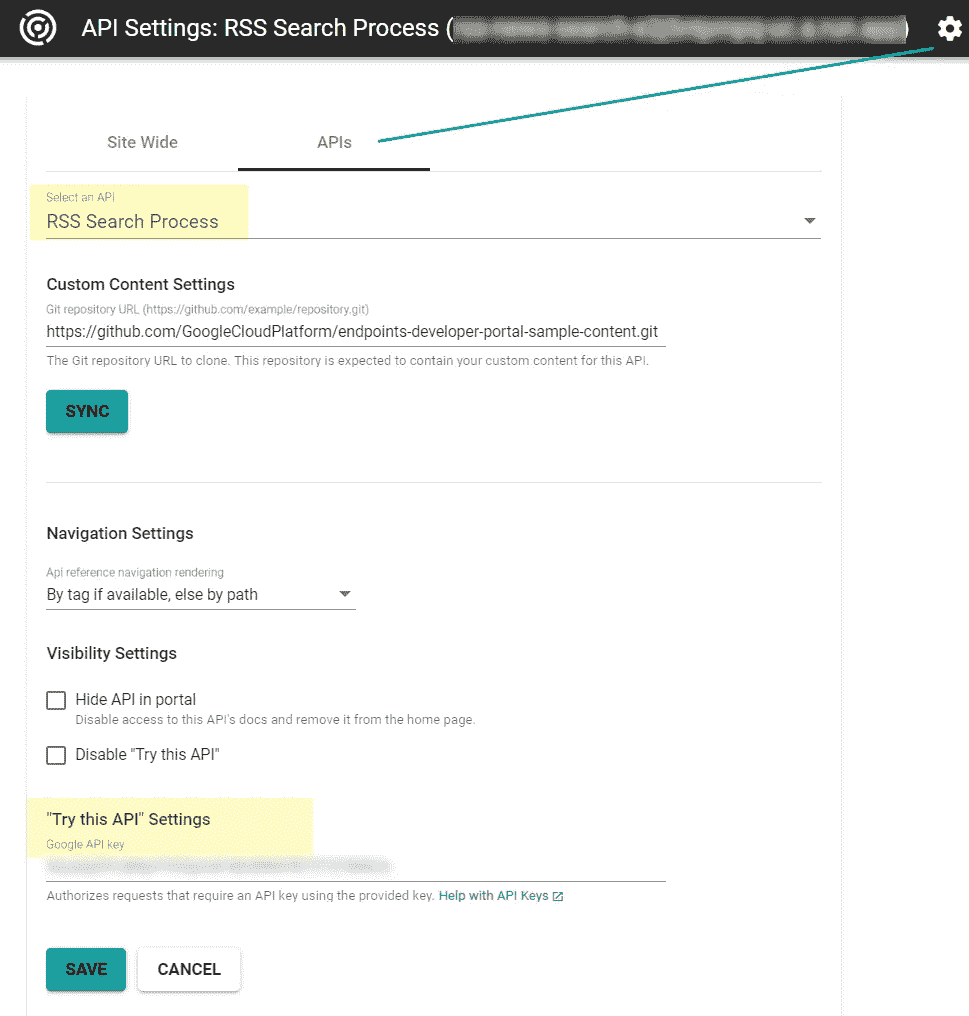 API Settings: RSS Search Process (
Site Wide
APIs
Select an API
RSS Search Process
Custom Content Settings
Git repository URL (https://github.com/example/repository.git)
https://github.com/GoogleCloudPlatform/endpoints-developer-portal-sample-content.git
The Git repository URL to clone. This repository is expected to contain your custom content for this API.
SYNC
Navigation Settings
Api reference navigation rendering
By tag if available, else by path
Visibility Settings
Hide API in portal
Disable access to this API's docs and remove it from the home page.
Disable "Try this API"
"Try this API" Settings
Google API key
Authorizes requests that require an API key using the provided key. Help with API Keys
SAVE
CANCEL